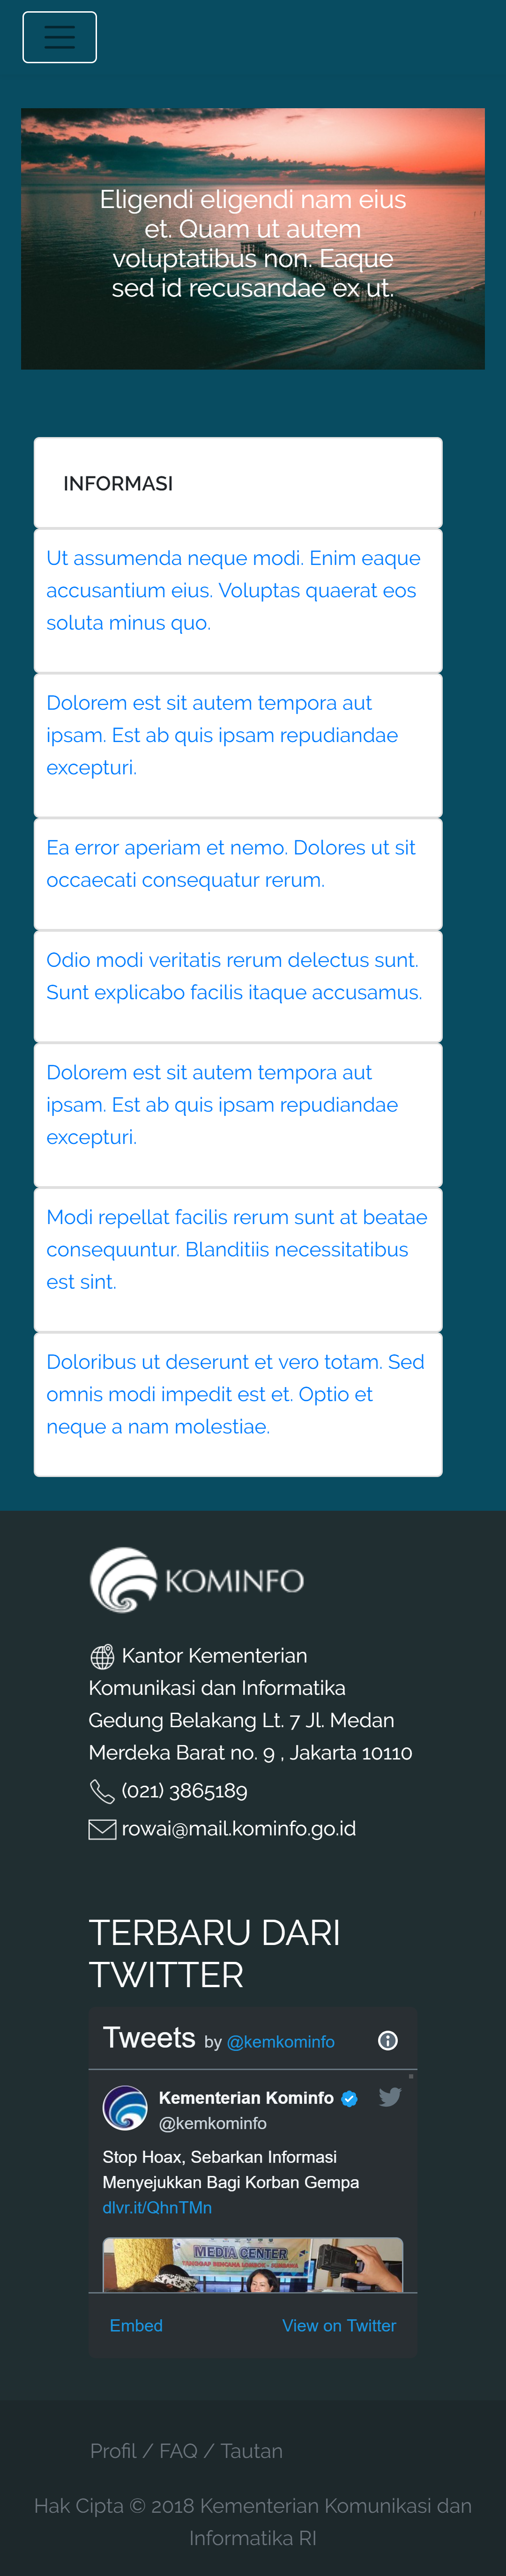 Eligendi eligendi nam eius
et. Quam ut autem
voluptatibus non. Eaque
sed id recusandae ex ut.
INFORMASI
Ut assumenda neque modi. Enim eaque
accusantium eius. Voluptas quaerat eos
soluta minus quo.
Dolorem est sit autem tempora aut
ipsam. Est ab quis ipsam repudiandae
excepturi.
Ea error aperiam et nemo. Dolores ut sit
occaecati consequatur rerum.
Odio modi veritatis rerum delectus sunt.
Sunt explicabo facilis itaque accusamus.
Dolorem est sit autem tempora aut
ipsam. Est ab quis ipsam repudiandae
excepturi.
Modi repellat facilis rerum sunt at beatae
consequuntur. Blanditiis necessitatibus
est sint.
Doloribus ut deserunt et vero totam. Sed
omnis modi impedit est et. Optio et
neque a nam molestiae.
KOMINFO
Kantor Kementerian
Komunikasi dan Informatika
Gedung Belakang Lt. 7 Jl. Medan
Merdeka Barat no. 9 , Jakarta 10110
(021) 3865189
rowai@mail.kominfo.go.id
TERBARU DARI
TWITTER
Tweets by @kemkominfo
Kementerian Kominfo
@kemkominfo
Stop Hoax, Sebarkan Informasi
Menyejukkan Bagi Korban Gempa
dlvr.it/QhnTMn
MEDIA CENTER
Embed View on Twitter
Profil / FAQ / Tautan
Hak Cipta © 2018 Kementerian Komunikasi dan
Informatika RI